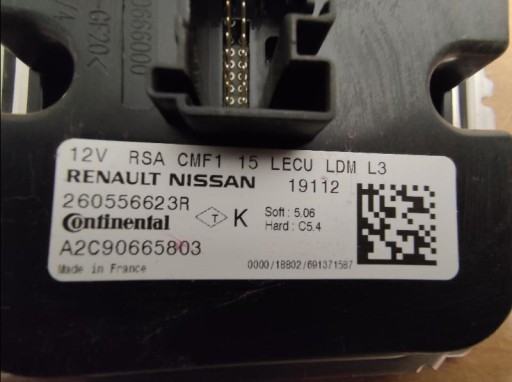 12V RSA CMF1 15 LECU LDM L3
RENAULT NISSAN 19112
260556623R
Continental T K Soft : 5.06
Hard : C5.4
A2C90665803
Made in France 0000/18802/691371587